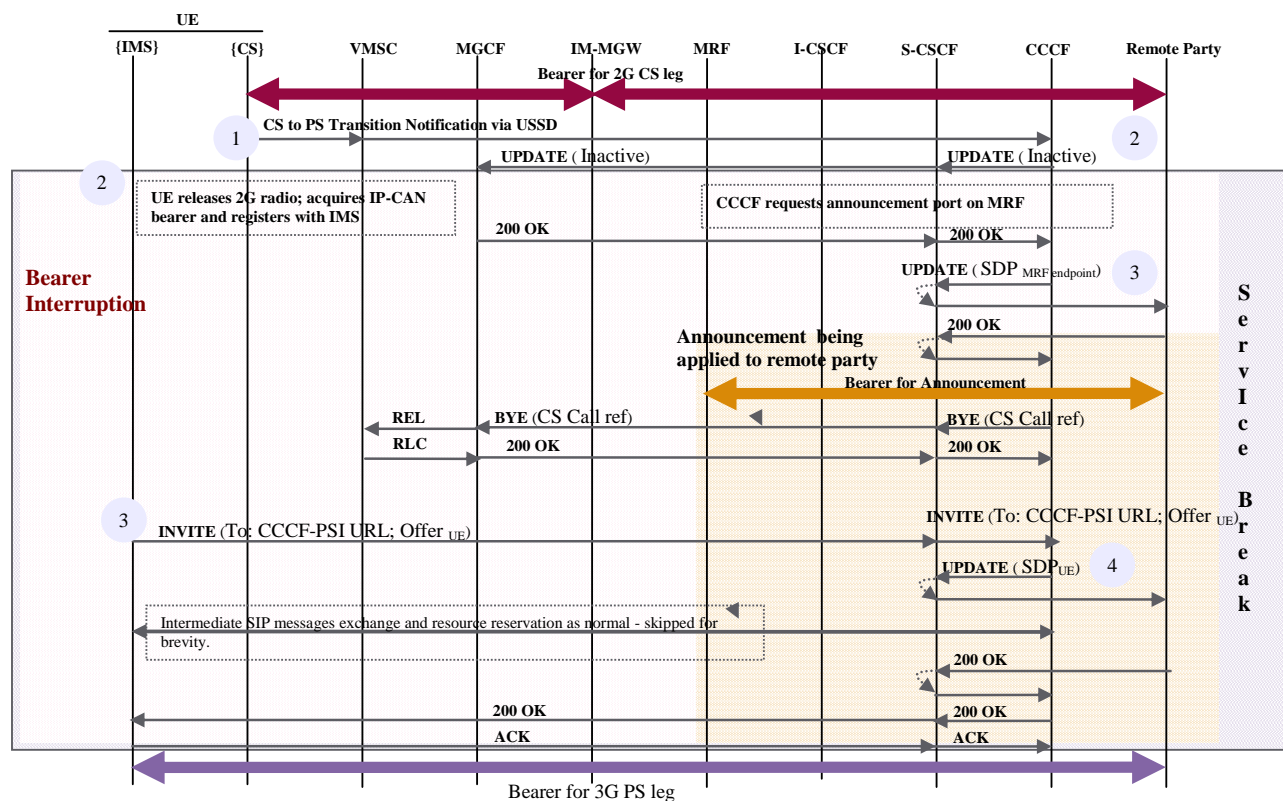 UE
{IMS} {CS} VMSC MGCF IM-MGW MRF I-CSCF S-CSCF CCCF Remote Party
Bearer for 2G CS leg
1 CS to PS Transition Notification via USSD 2
UPDATE ( Inactive) UPDATE ( Inactive)
2
UE releases 2G radio; acquires IP-CAN
bearer and registers with IMS
CCCF requests announcement port on MRF
200 OK 200 OK
Bearer
Interruption
UPDATE ( SDP MRF endpoint) 3
200 OK
Announcement being
applied to remote party
Bearer for Announcement
REL BYE (CS Call ref) BYE (CS Call ref)
RLC 200 OK 200 OK
3 INVITE (To: CCCF-PSI URL; Offer UE) INVITE (To: CCCF-PSI URL; Offer UE)
UPDATE ( SDPUE) 4
Intermediate SIP messages exchange and resource reservation as normal - skipped for
brevity.
200 OK
200 OK 200 OK
ACK ACK
Bearer for 3G PS leg
S
e
r
v
I
c
e
B
r
e
a
k